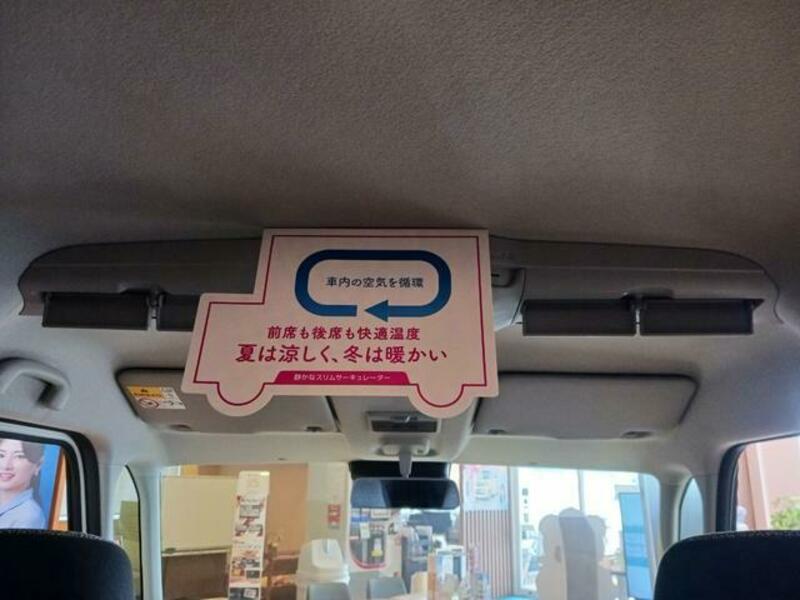 車内の空気を循環
前席も後席も快適温度
夏は涼しく、冬は暖かい
静かなスリムサーキュレーター